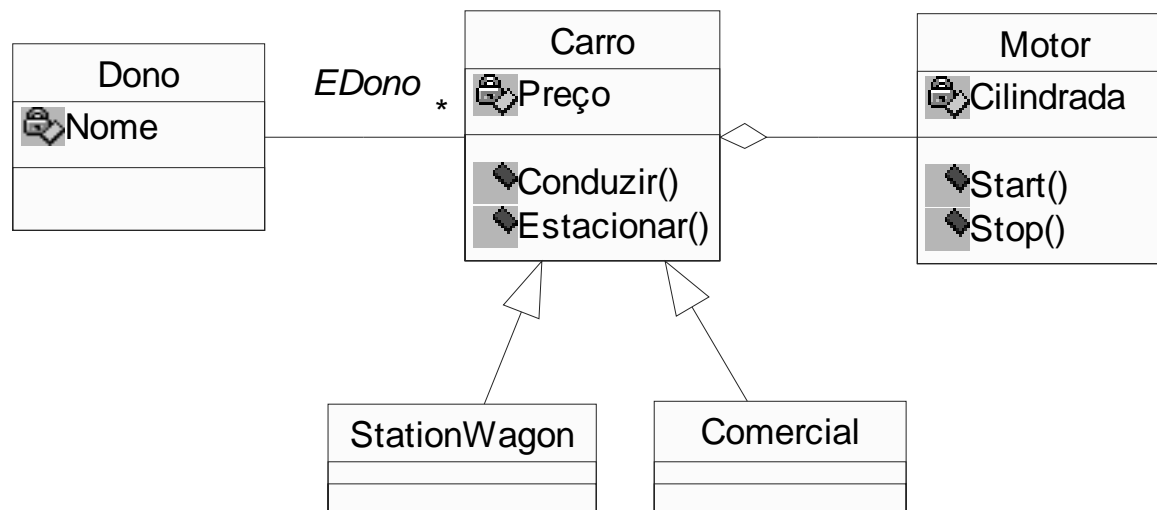 Dono
Nome
EDono
*
Carro
Preço
Conduzir()
Estacionar()
Motor
Cilindrada
Start()
Stop()
StationWagon
Comercial